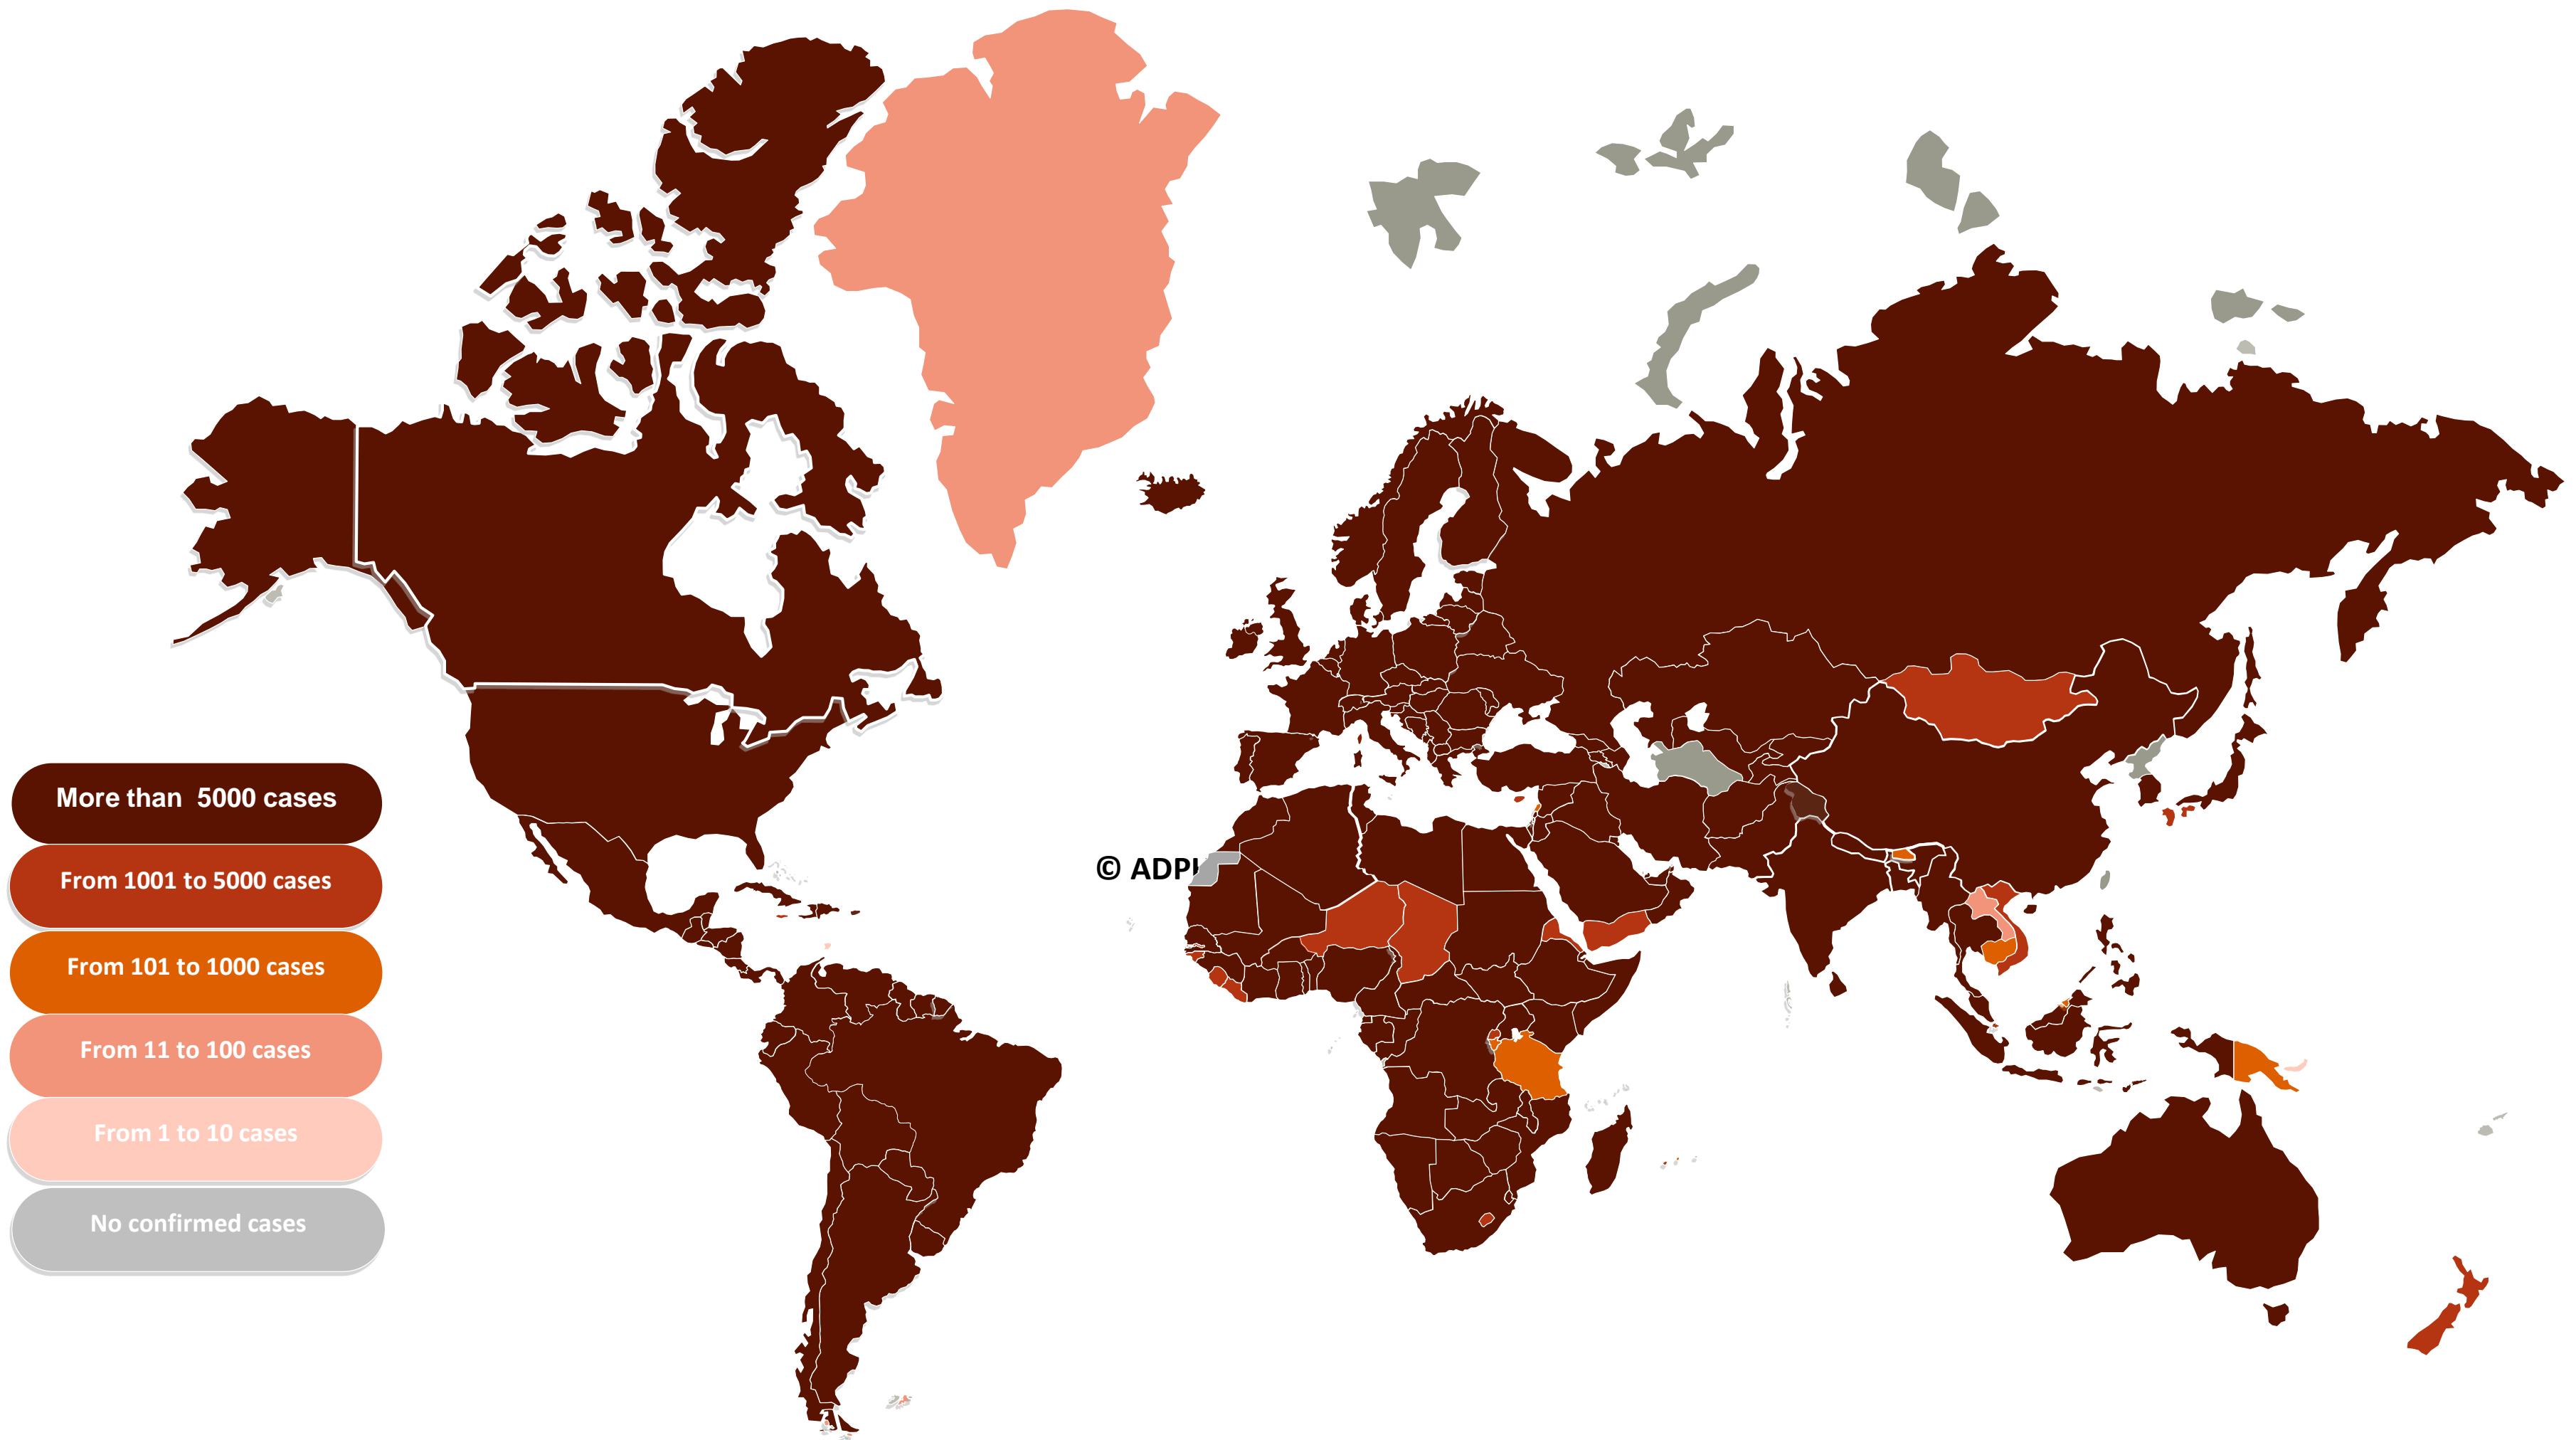 More than  5000 cases
From 1001 to 5000 cases
© ADPI
From 101 to 1000 cases
From 11 to 100 cases
From 1 to 10 cases
No confirmed cases